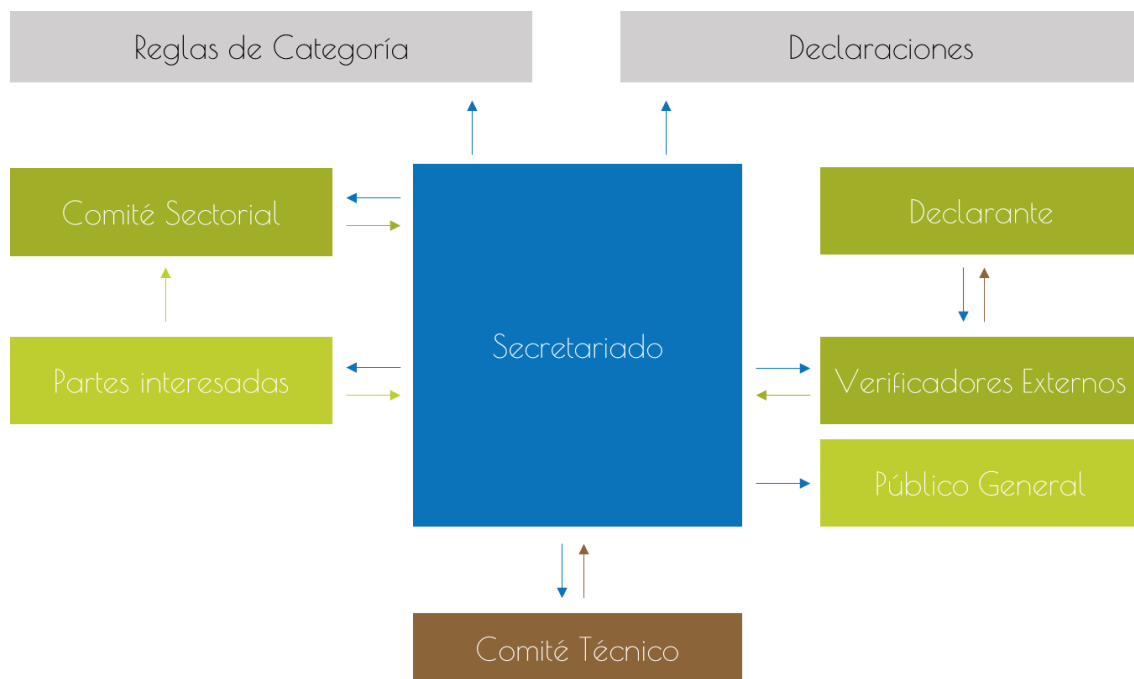 Reglas de Categoría
Declaraciones
Comité Sectorial
Declarante
Secretariado
Partes interesadas
Verificadores Externos
Público General
Comité Técnico